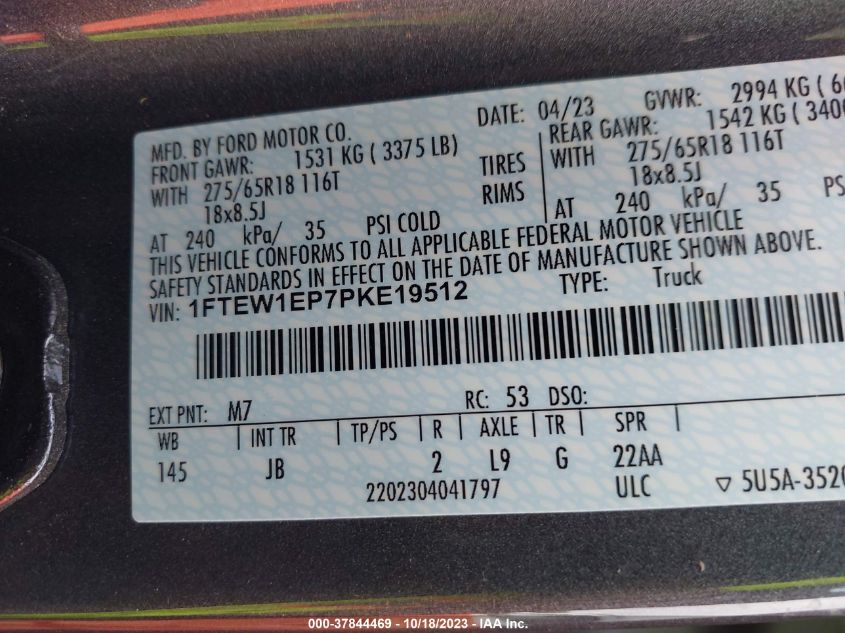 DATE: 04/23 GVWR: 2994 KG (
MFD. BY FORD MOTOR CO.
FRONT GAWR: 1531 KG ( 3375 LB) TIRES REAR GAWR: 1542 KG (
WITH 275/65R18 116T RIMS WITH 275/65R18 116T
18x8.5J 18x8.5J
AT 240 kPa/ 35 PSI COLD AT 240 kPa/ 35
THIS VEHICLE CONFORMS TO ALL APPLICABLE FEDERAL MOTOR VEHICLE
SAFETY STANDARDS IN EFFECT ON THE DATE OF MANUFACTURE SHOWN ABOVE.
VIN: 1FTEW1EP7PKE19512 TYPE: Truck
EXT PNT: M7 RC: 53 DSO:
WB | INT TR | TP/PS | R | AXLE | TR | SPR |
145 JB 2 L9 G 22AA
2202304041797 ULC ▽ 5U5A-
000-37844469 - 10/18/2023 - IAA Inc.